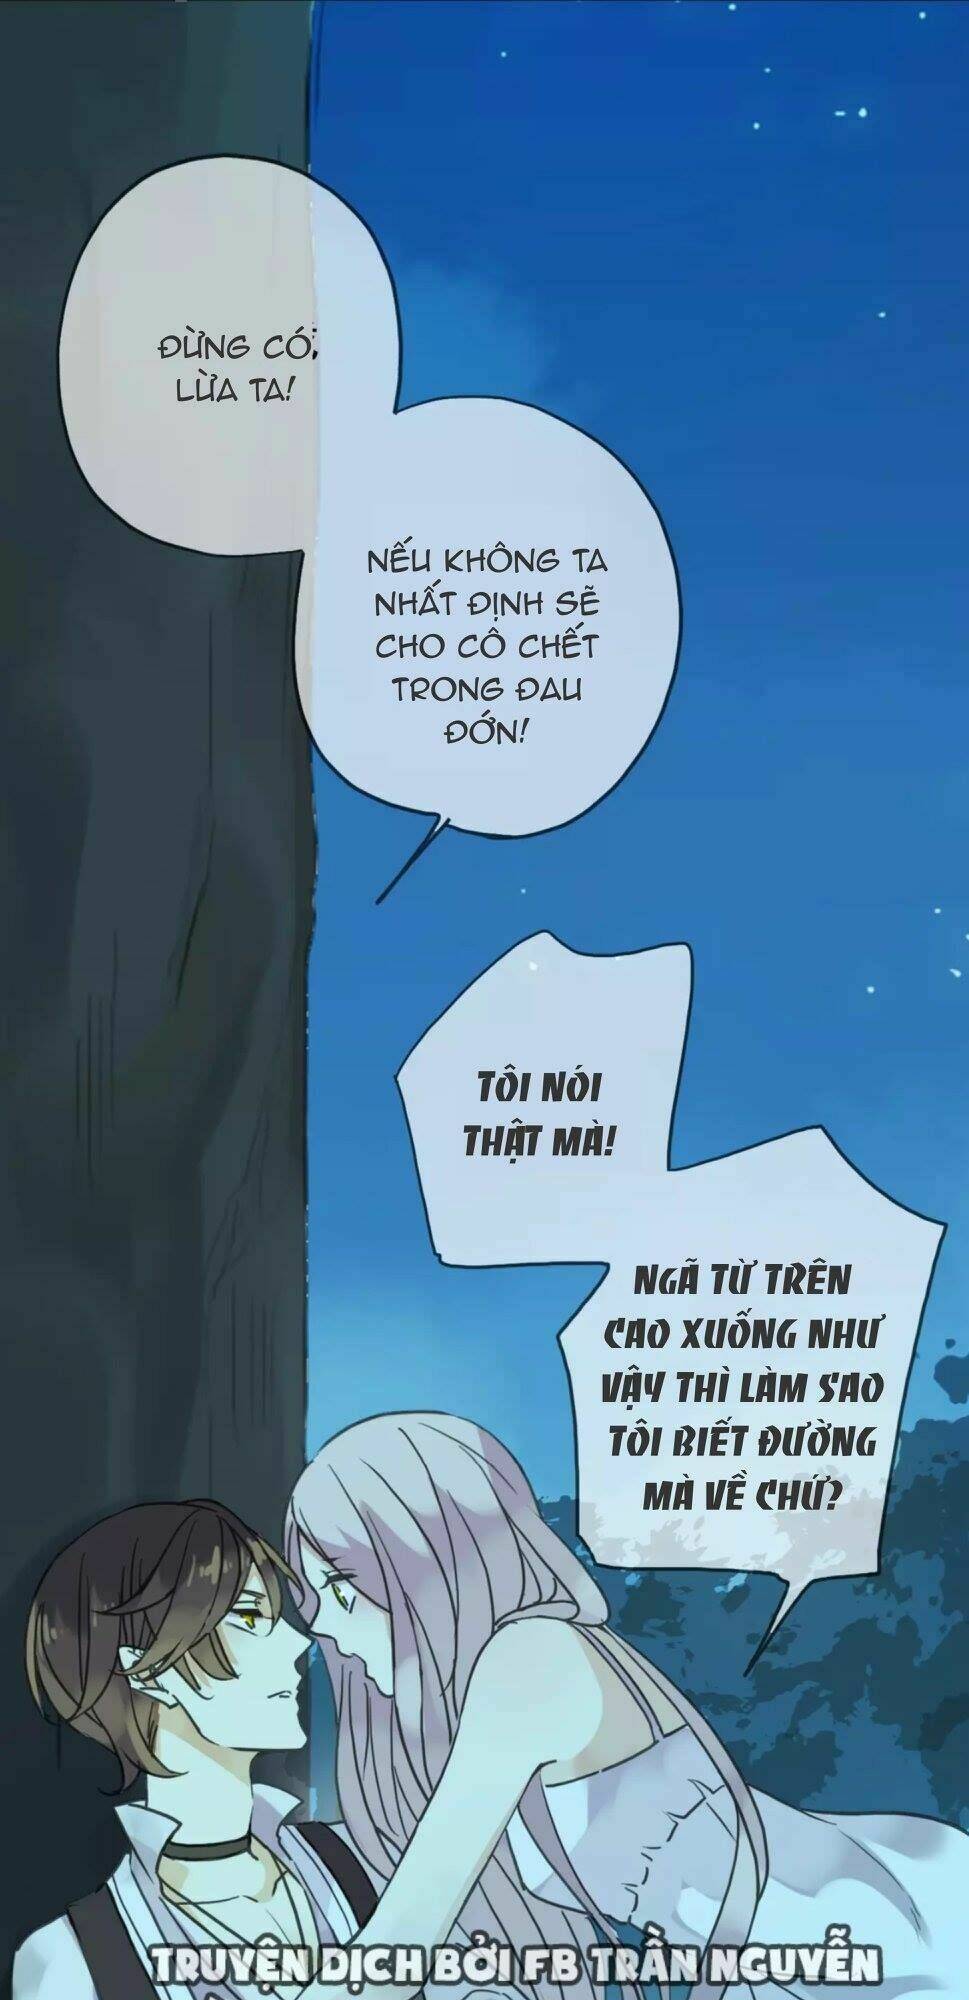 ĐỪNG CÓ,
LỪA TA!
NẾU KHÔNG TA
NHẤT ĐỊNH SẼ
CHO CÔ CHẾT
TRONG ĐAU
ĐỚN!
TÔI NÓI
THẬT MÀ!
NGÃ TỪ TRÊN
CAO XUỐNG NHƯ
VẬY THÌ LÀM SAO
TÔI BIẾT ĐƯỜNG
MÀ VỀ CHỨ?
TRUYỆN DỊCH BỞI FB TRẦN NGUYỄN